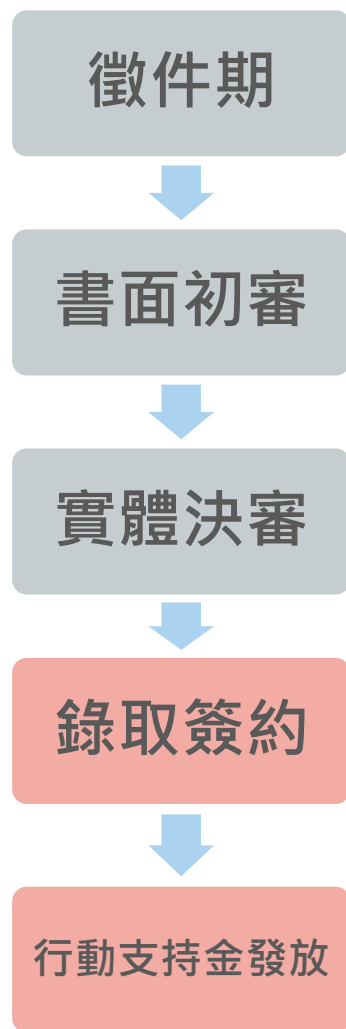 徵件期
書面初審
實體決審
錄取簽約
行動支持金發放